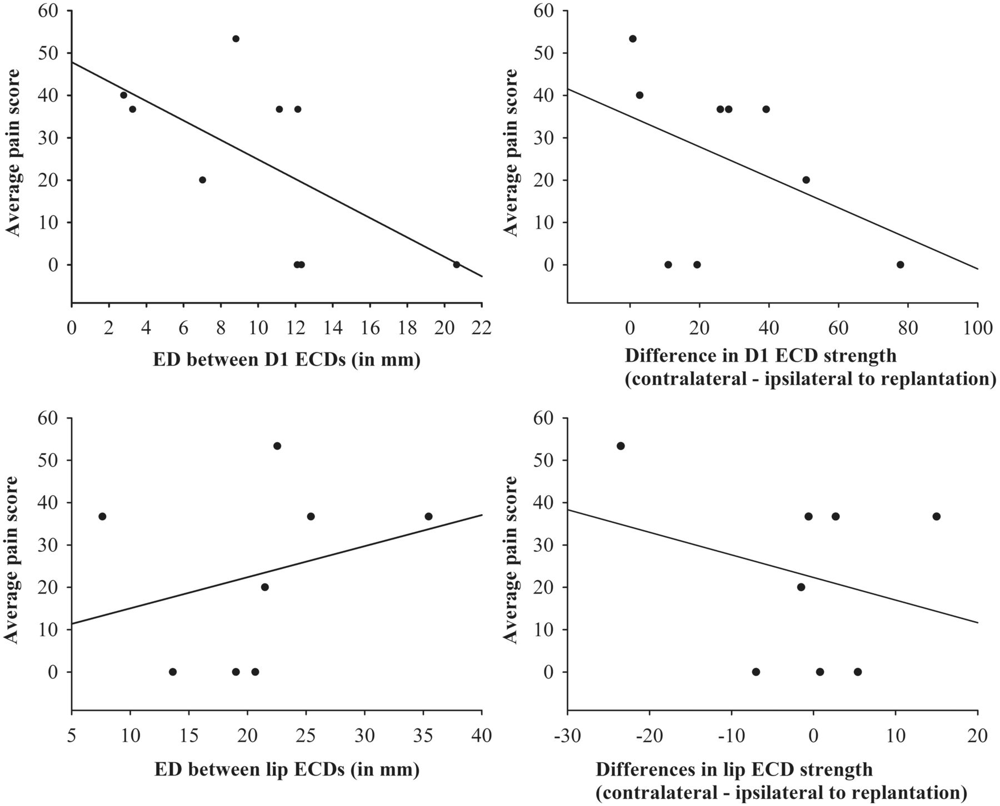 60
50
40
30
20
10
0
Average pain score
0 2 4 6 8 10 12 14 16 18 20 22
ED between D1 ECDs (in mm)
60
50
40
30
20
10
0
Average pain score
0 20 40 60 80 100
Difference in D1 ECD strength
(contralateral - ipsilateral to replantation)
60
50
40
30
20
10
0
Average pain score
5 10 15 20 25 30 35 40
ED between lip ECDs (in mm)
60
50
40
30
20
10
0
Average pain score
-30 -20 -10 0 10 20
Differences in lip ECD strength
(contralateral - ipsilateral to replantation)